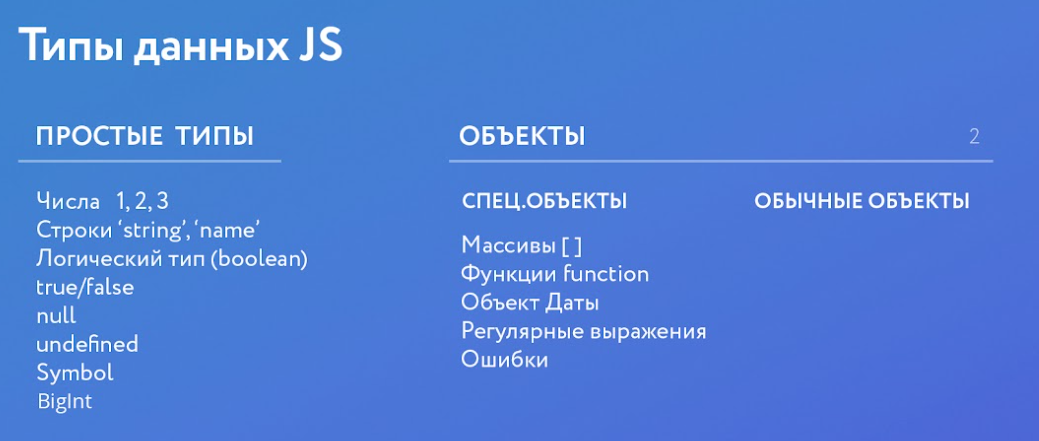 Типы данных JS
ПРОСТЫЕ ТИПЫ
Числа 1, 2, 3
Строки ‘string’, ‘name’
Логический тип (boolean)
true/false
null
undefined
Symbol
BigInt
ОБЪЕКТЫ
2
СПЕЦ.ОБЪЕКТЫ
Массивы [ ]
Функции function
Объект Даты
Регулярные выражения
Ошибки
ОБЫЧНЫЕ ОБЪЕКТЫ